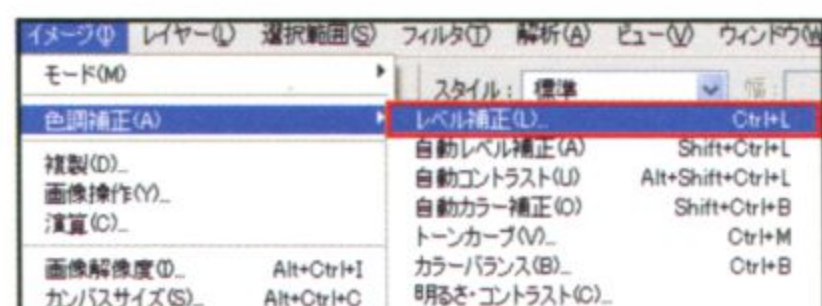 イメージ(I) レイヤー(L) 選択範囲(S) フィルタ(T) 解析(A) ビュー(V) ウィンドウ(W
モード(M)
スタイル： 標準 幅：
色調補正(A)
レベル補正(L)... Ctrl+L
自動レベル補正(A) Shift+Ctrl+L
複製(D)...
自動コントラスト(U) Alt+Shift+Ctrl+L
画像操作(Y)...
自動カラー補正(O) Shift+Ctrl+B
演算(C)...
トーンカーブ(V)... Ctrl+M
画像解像度(I)... Alt+Ctrl+I
カラーバランス(B)... Ctrl+B
カンバスサイズ(S)... Alt+Ctrl+C
明るさ・コントラスト(C)...